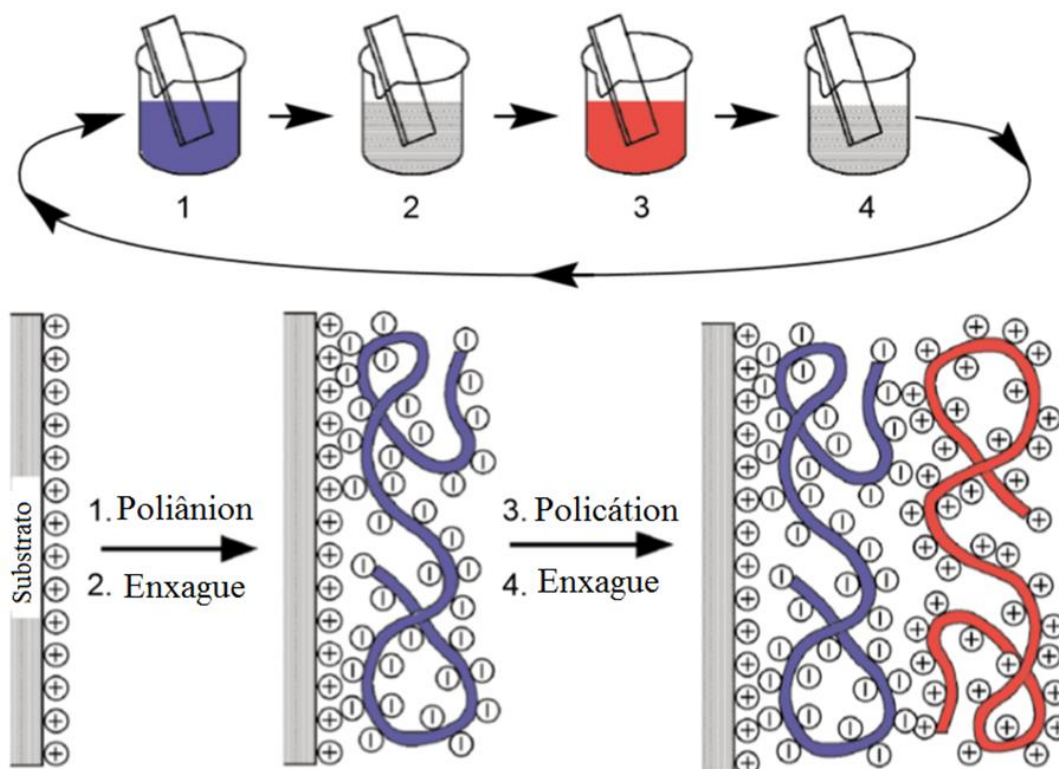 1
2
3
4
Substrato
1. Poliânion
2. Enxague
3. Policátion
4. Enxague